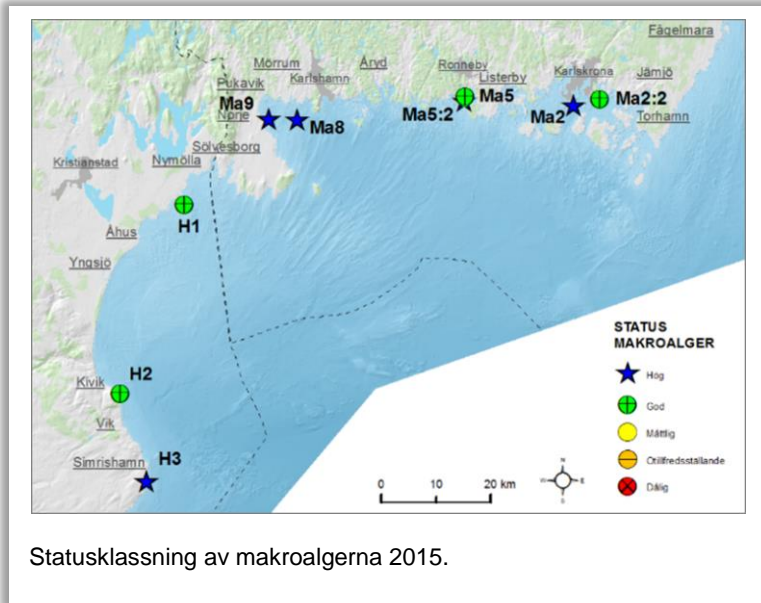 Fågelmara
Mörrum
Åryd
Ronneby
Karlskrona
Pukavik
Karlshamn
Listerby
Jämjö
Ma9
Norje
Ma8
Ma5
Ma5:2
Ma2
Ma2:2
Torhamn
Sölvesborg
Kristianstad
Nymölla
H1
Åhus
Yngsjö
H2
Kivik
Vik
H3
Simrishamn
STATUS
MAKROALGER
Hög
God
Måttlig
Otillfredsställande
Dålig
N
W E
S
0 10 20 km
Statusklassning av makroalgerna 2015.